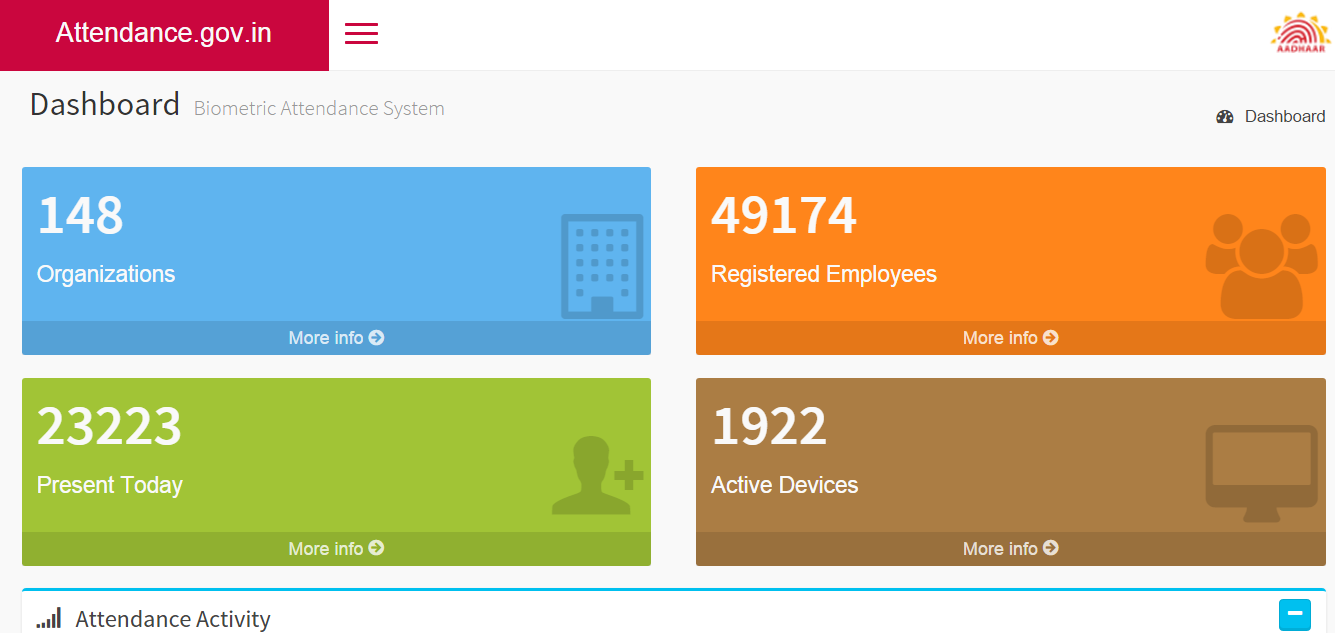 Attendance.gov.in
AADHAAR
Dashboard Biometric Attendance System
Dashboard
148
Organizations
More info
49174
Registered Employees
More info
23223
Present Today
More info
1922
Active Devices
More info
Attendance Activity